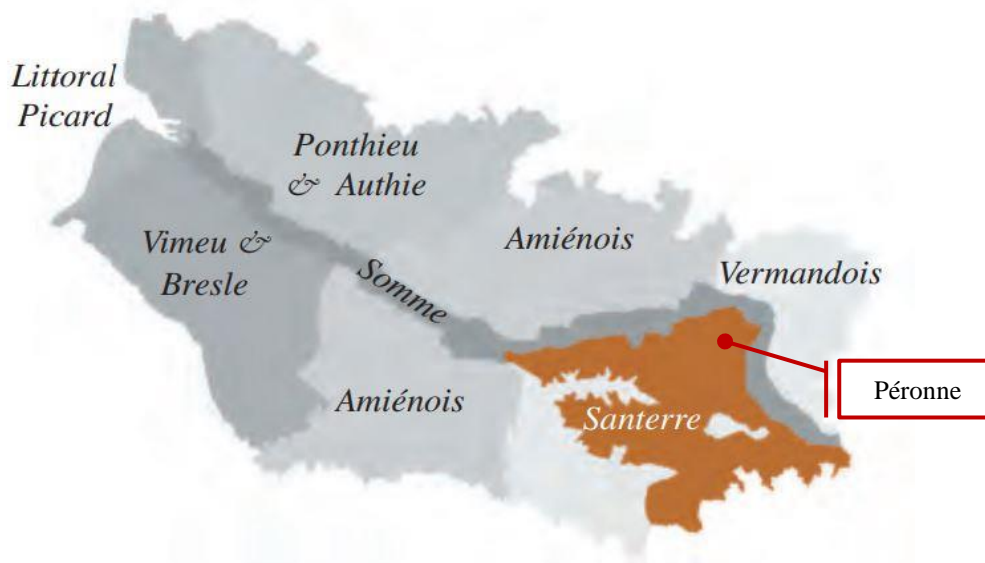 Littoral
Picard
Ponthieu
& Authie
Vimeu &
Bresle
Somme
Amiénois
Vermandois
Amiénois
Santerre
Péronne